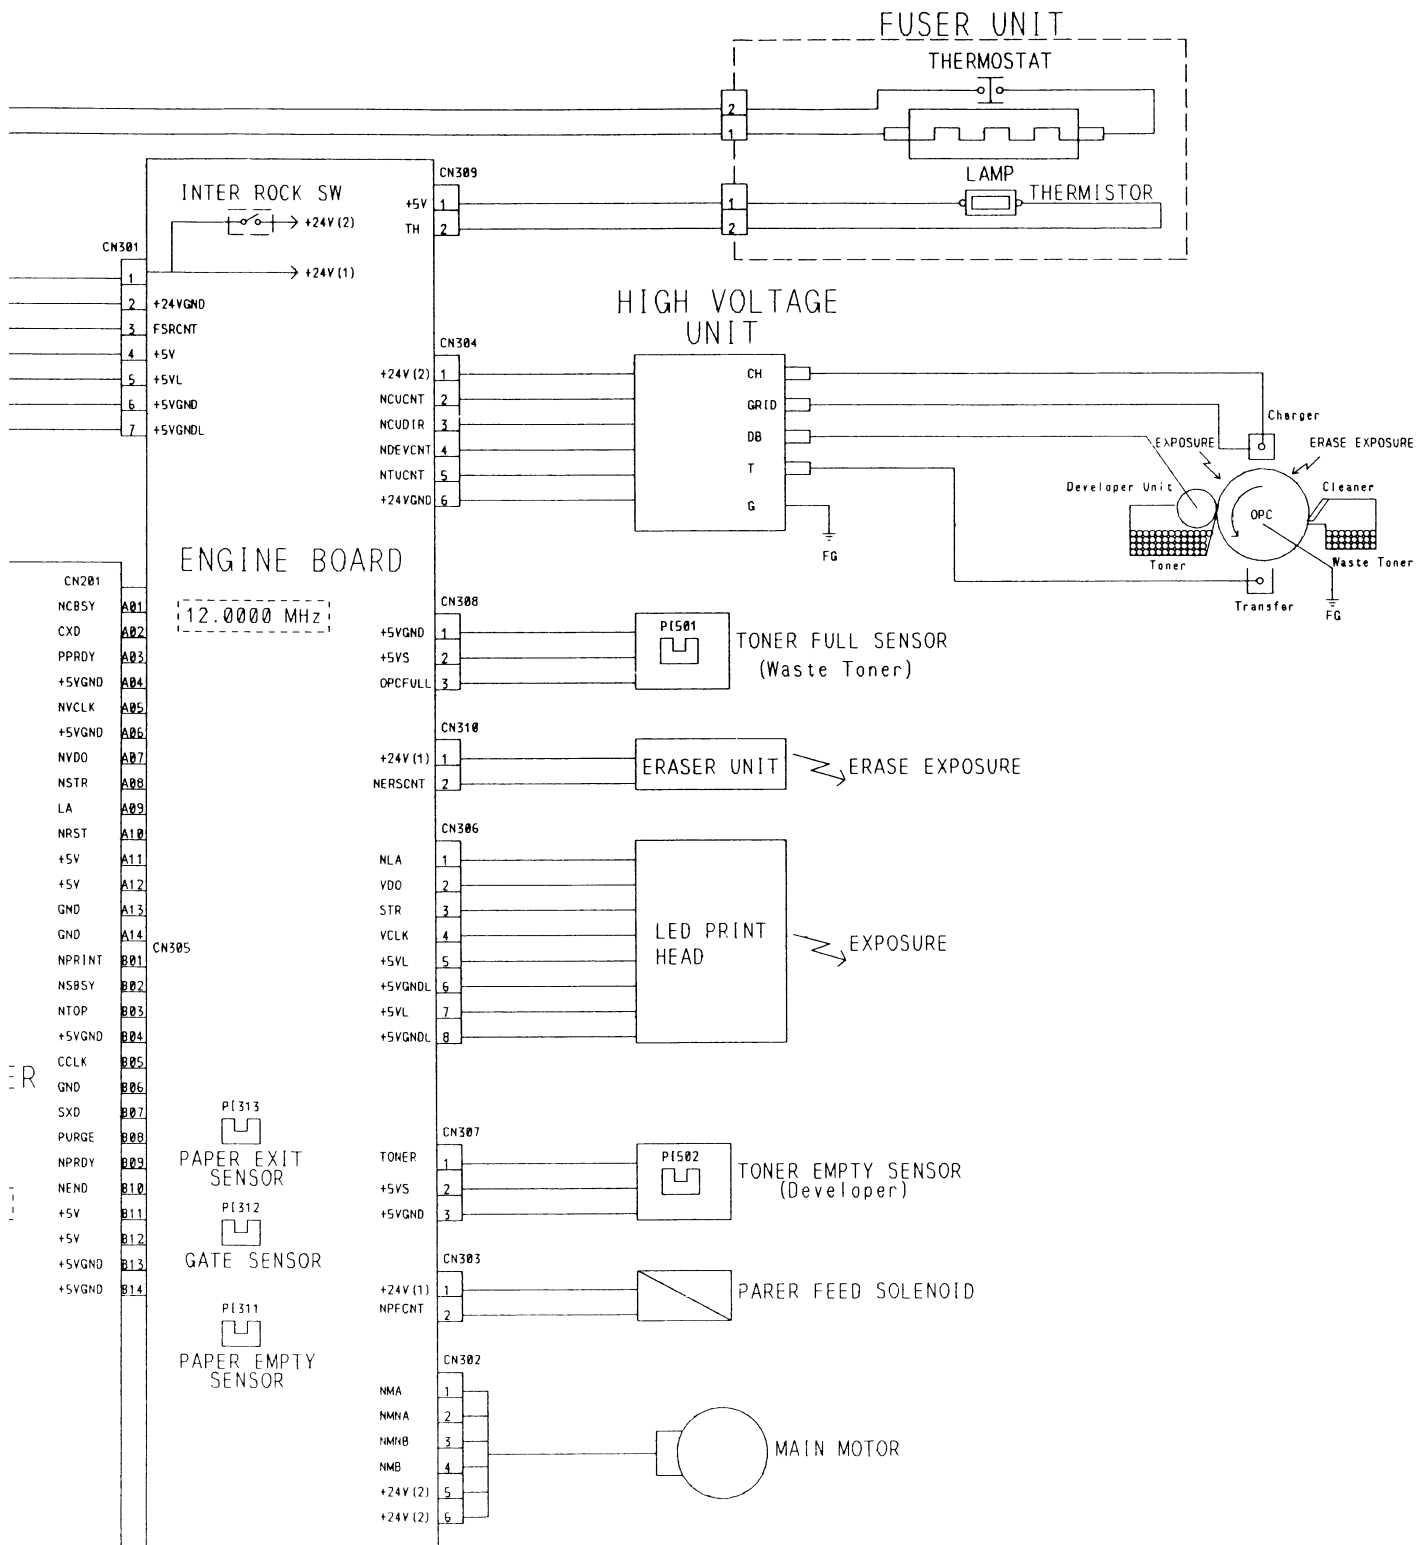 FUSER UNIT
THERMOSTAT
2
1
LAMP
1
THERMISTOR
2
INTER ROCK SW
+24V(2)
+24V(1)
CN309
+5V 1
TH 2
CN301
1
2 +24VGND
3 FSRCNT
4 +5V
5 +5VL
6 +5VGND
7 +5VGNDL
HIGH VOLTAGE
UNIT
CN304
+24V(2) 1
NCUCNT 2
NCUDIR 3
NDEVCNT 4
NTUCNT 5
+24VGND 6
CH
GRID
DB
T
G
FG
Charger
EXPOSURE
ERASE EXPOSURE
Developer Unit
Cleaner
OPC
Toner
Waste Toner
Transfer
FG
ENGINE BOARD
12.0000 MHz
CN201
NCBSY A01
CXD A02
PPRDY A03
+5VGND A04
NVCLK A05
+5VGND A06
NVDO A07
NSTR A08
LA A09
NRST A10
+5V A11
+5V A12
GND A13
GND A14
CN305
NPRINT B01
NSBSY B02
NTOP B03
+5VGND B04
CCLK B05
GND B06
SXD B07
PURGE B08
NPRDY B09
NEND B10
+5V B11
+5V B12
+5VGND B13
+5VGND B14
ER
CN308
+5VGND 1
+5VS 2
OPCFULL 3
PI501
TONER FULL SENSOR
(Waste Toner)
CN310
+24V(1) 1
NERSCNT 2
ERASER UNIT
ERASE EXPOSURE
CN306
NLA 1
VDO 2
STR 3
VCLK 4
+5VL 5
+5VGNDL 6
+5VL 7
+5VGNDL 8
LED PRINT
HEAD
EXPOSURE
PI313
PAPER EXIT
SENSOR
PI312
GATE SENSOR
PI311
PAPER EMPTY
SENSOR
CN307
TONER 1
+5VS 2
+5VGND 3
PI502
TONER EMPTY SENSOR
(Developer)
CN303
+24V(1) 1
NPFCNT 2
PARER FEED SOLENOID
CN302
NMA 1
NMNA 2
NMNB 3
NMB 4
+24V(2) 5
+24V(2) 6
MAIN MOTOR